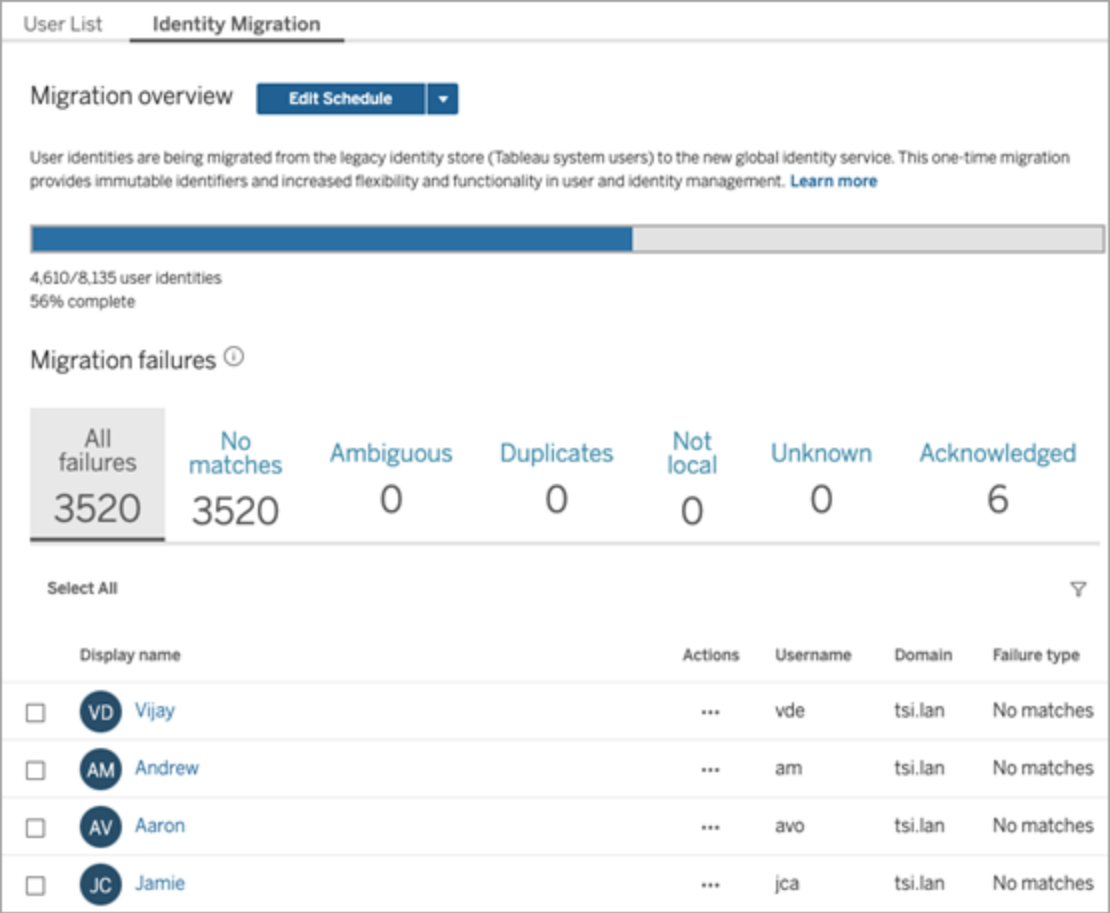 User List Identity Migration
Migration overview Edit Schedule
User identities are being migrated from the legacy identity store (Tableau system users) to the new global identity service. This one-time migration
provides immutable identifiers and increased flexibility and functionality in user and identity management. Learn more
4,610/8,135 user identities
56% complete
Migration failures
All
failures
3520
No
matches
3520
Ambiguous
0
Duplicates
0
Not
local
0
Unknown
0
Acknowledged
6
Select All
Display name Actions Username Domain Failure type
VD Vijay ... vde tsi.lan No matches
AM Andrew ... am tsi.lan No matches
AV Aaron ... avo tsi.lan No matches
JC Jamie ... jca tsi.lan No matches